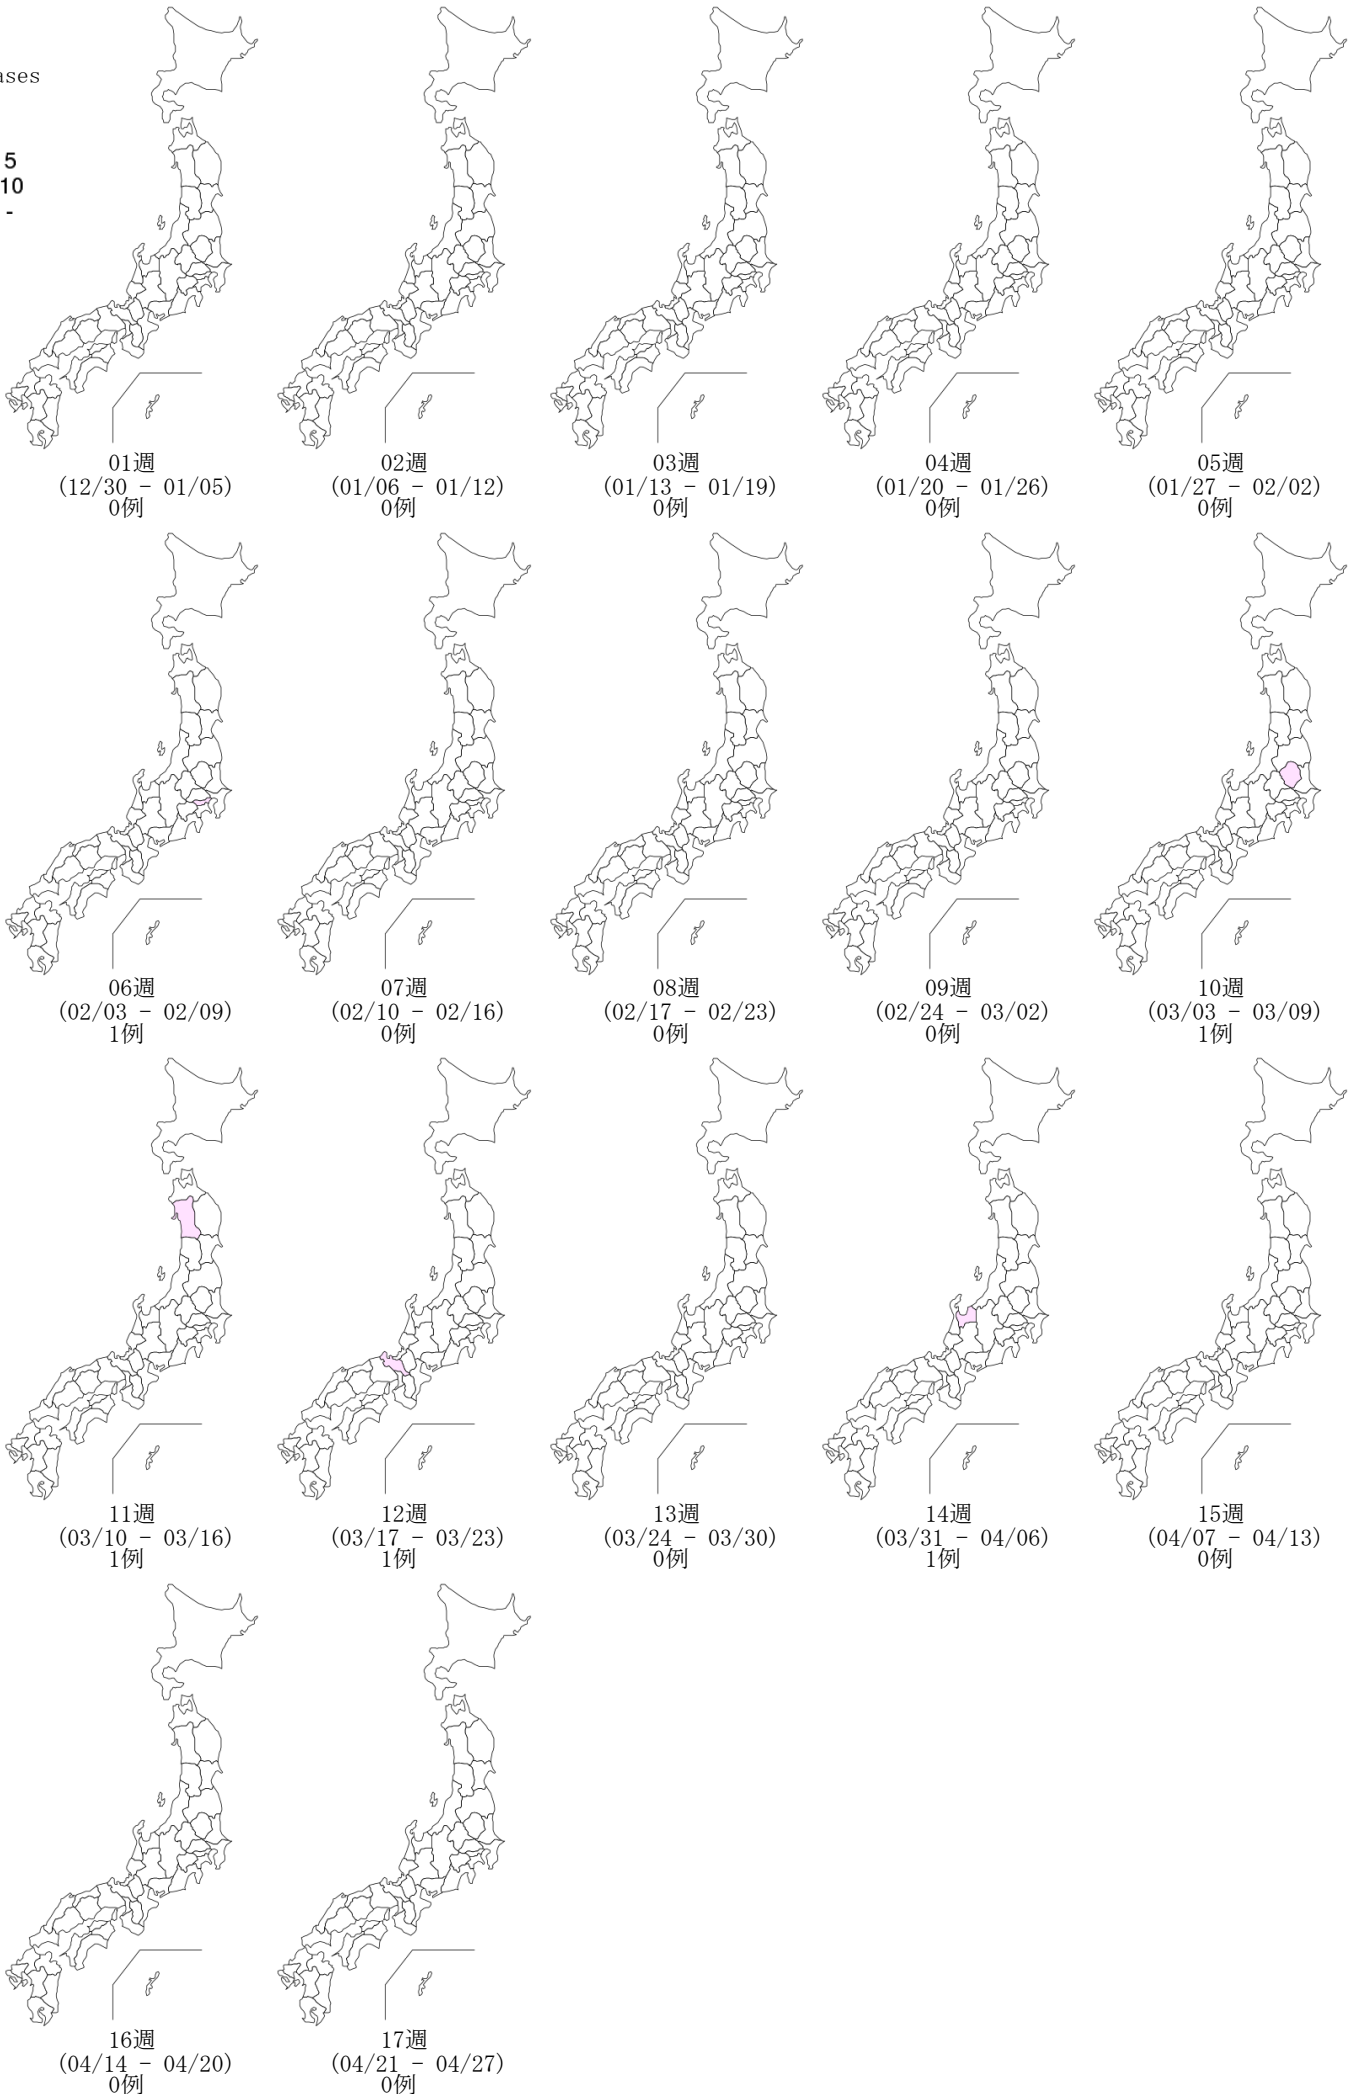 ases
5
10
-
01週
(12/30 - 01/05)
0例
02週
(01/06 - 01/12)
0例
03週
(01/13 - 01/19)
0例
04週
(01/20 - 01/26)
0例
05週
(01/27 - 02/02)
0例
06週
(02/03 - 02/09)
1例
07週
(02/10 - 02/16)
0例
08週
(02/17 - 02/23)
0例
09週
(02/24 - 03/02)
0例
10週
(03/03 - 03/09)
1例
11週
(03/10 - 03/16)
1例
12週
(03/17 - 03/23)
1例
13週
(03/24 - 03/30)
0例
14週
(03/31 - 04/06)
1例
15週
(04/07 - 04/13)
0例
16週
(04/14 - 04/20)
0例
17週
(04/21 - 04/27)
0例